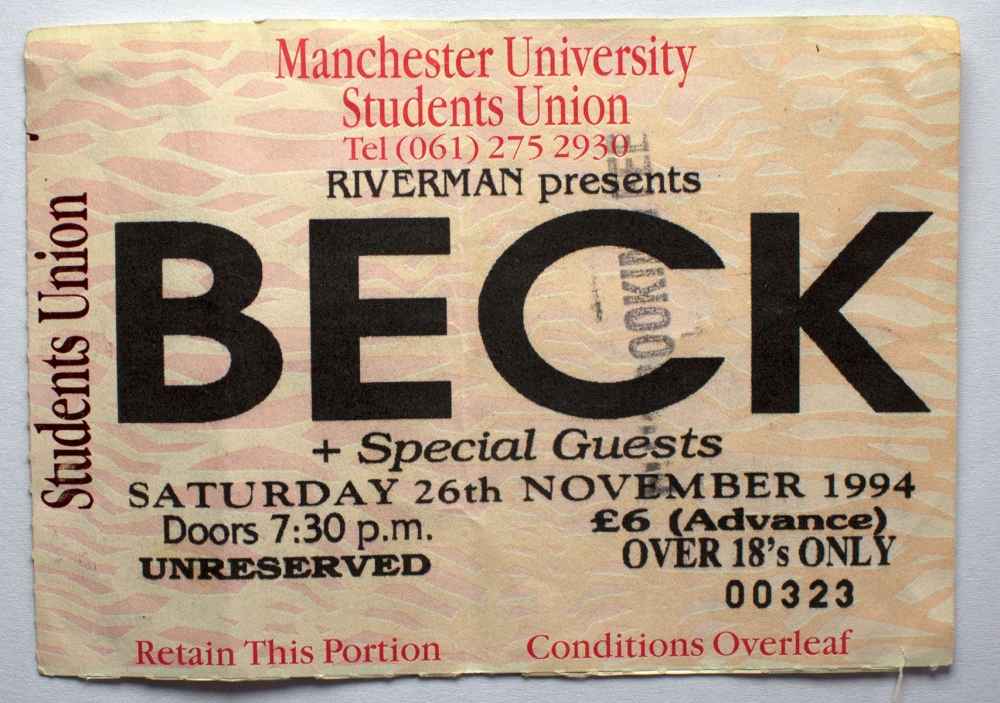 Manchester University
Students Union
Tel (061) 275 2930
RIVERMAN presents
BECK
+ Special Guests
SATURDAY 26th NOVEMBER 1994
Doors 7:30 p.m.
£6 (Advance)
UNRESERVED
OVER 18's ONLY
00323
Retain This Portion
Conditions Overleaf
Students Union